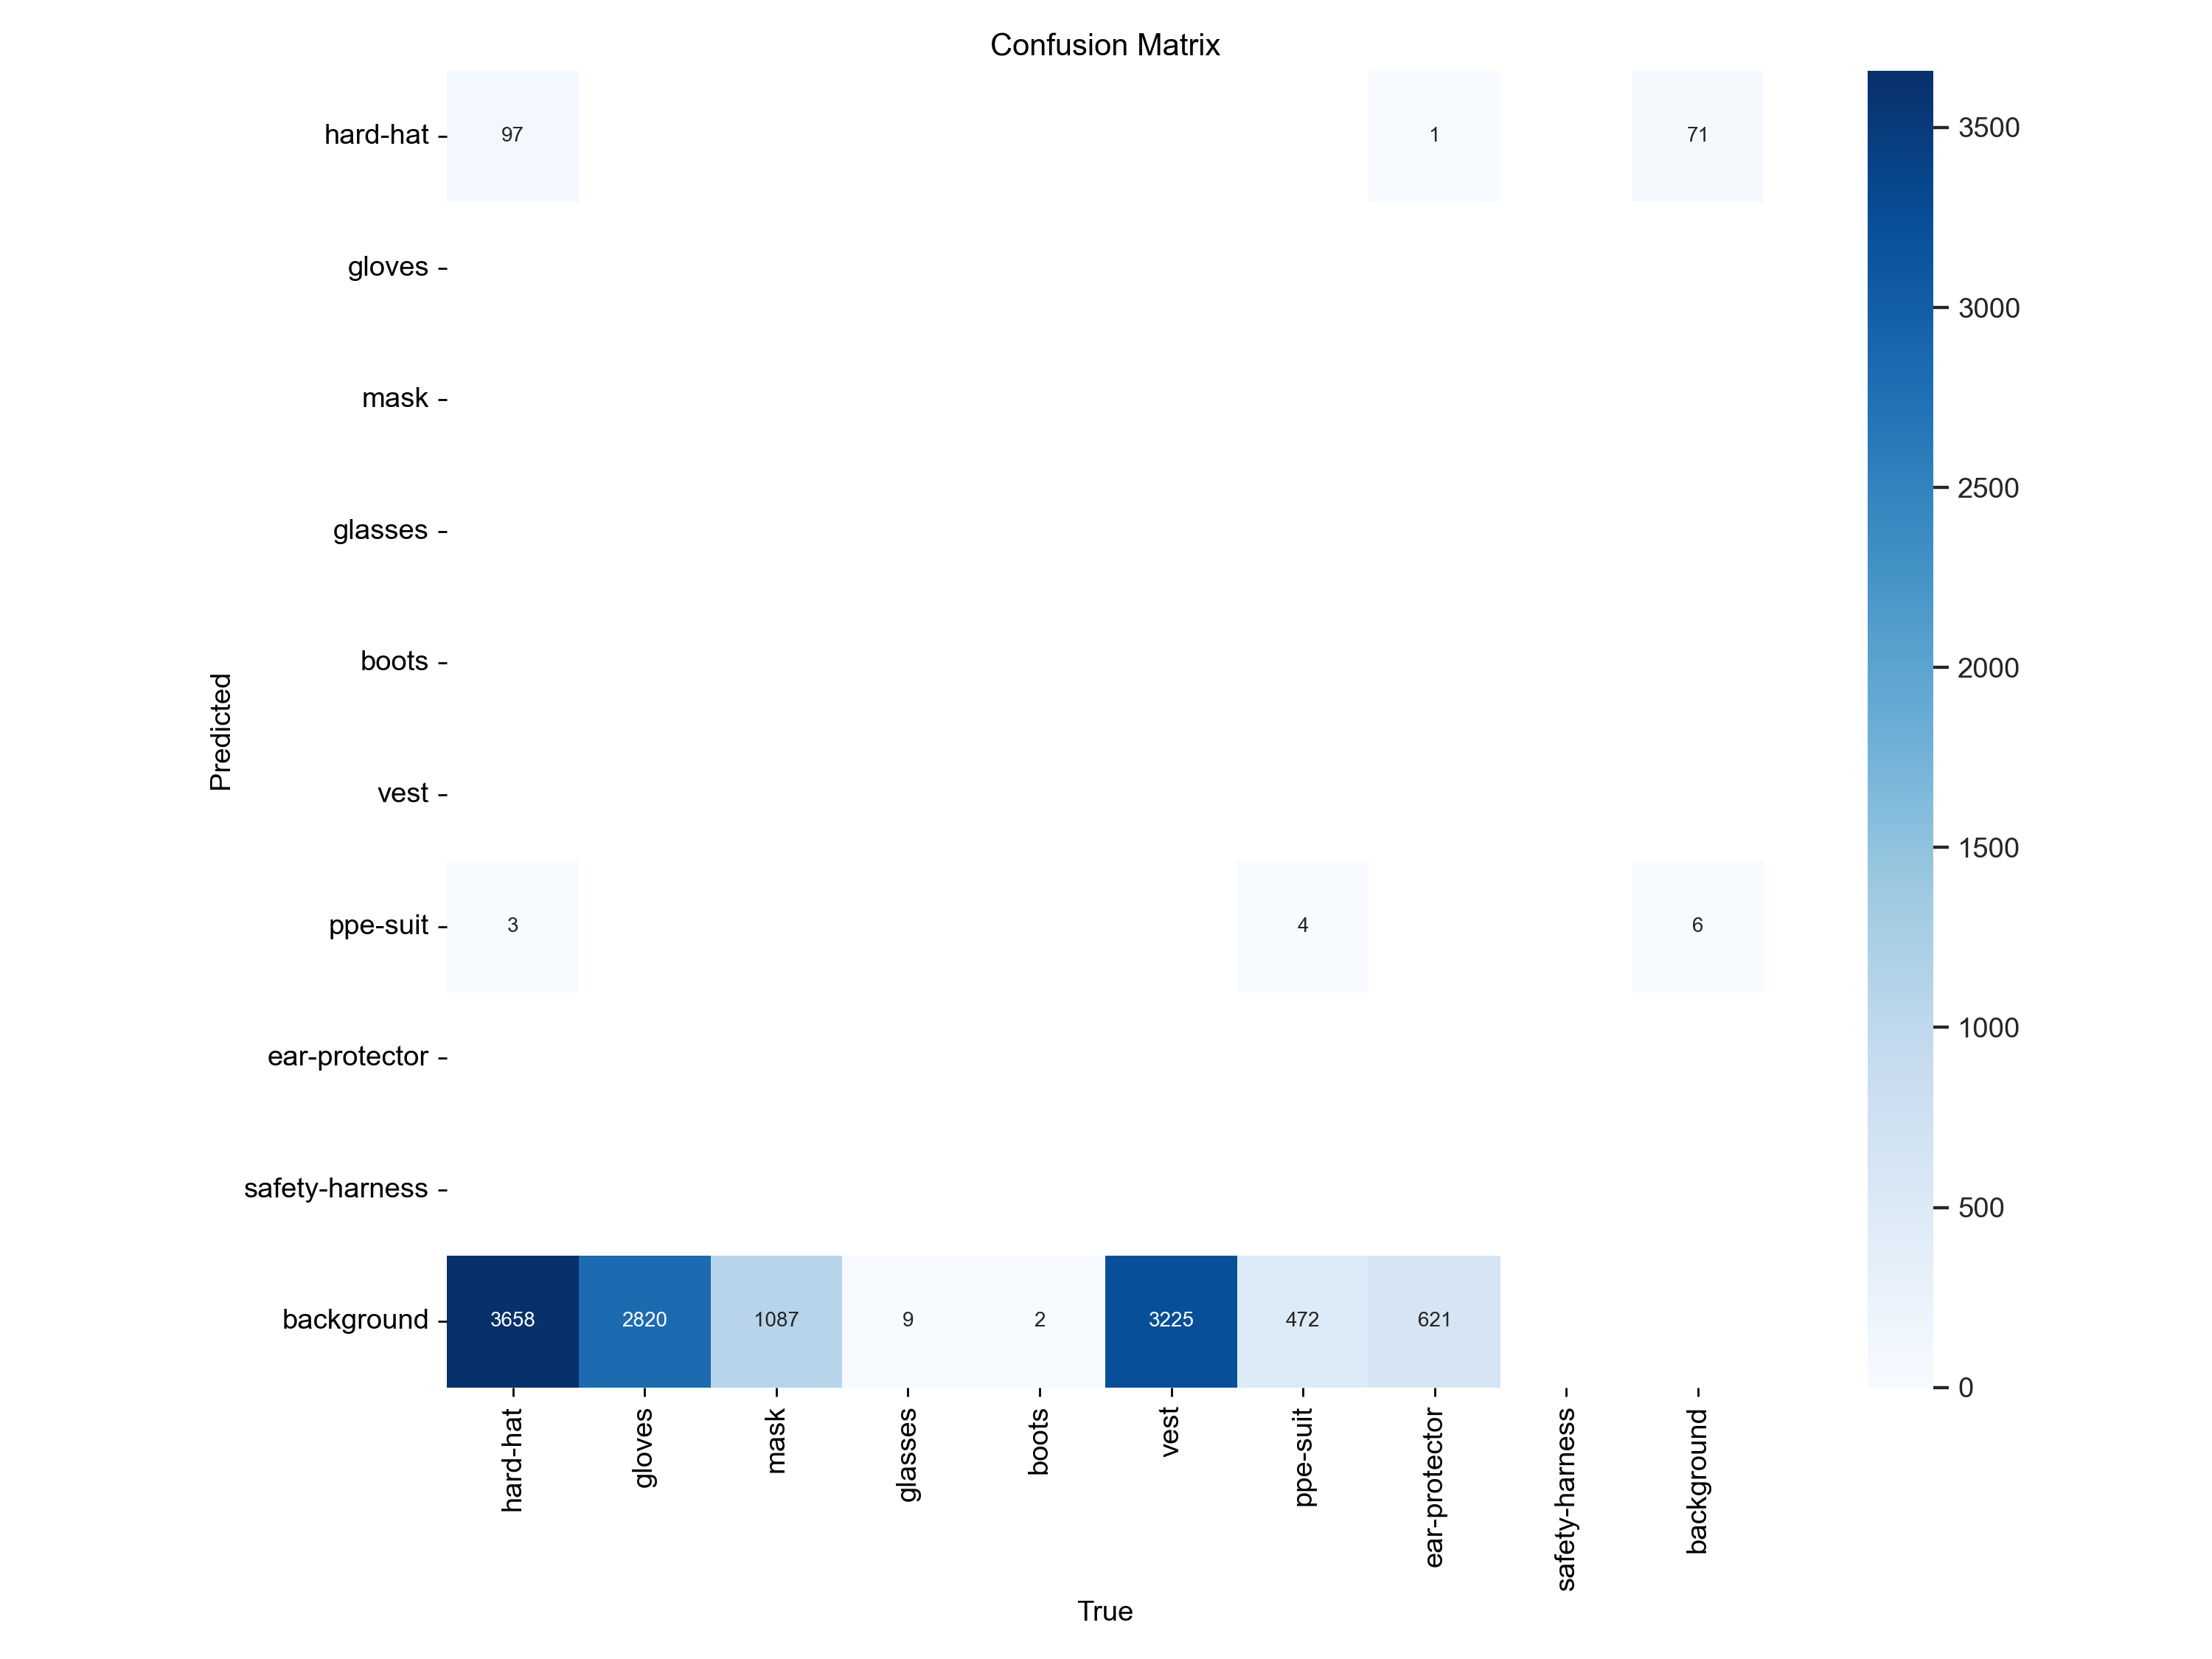 Confusion Matrix
hard-hat 97 1 71
gloves
mask
glasses
boots
vest
ppe-suit 3 4 6
ear-protector
safety-harness
background 3658 2820 1087 9 2 3225 472 621
hard-hat gloves mask glasses boots vest ppe-suit ear-protector safety-harness background
True
Predicted
3500
3000
2500
2000
1500
1000
500
0